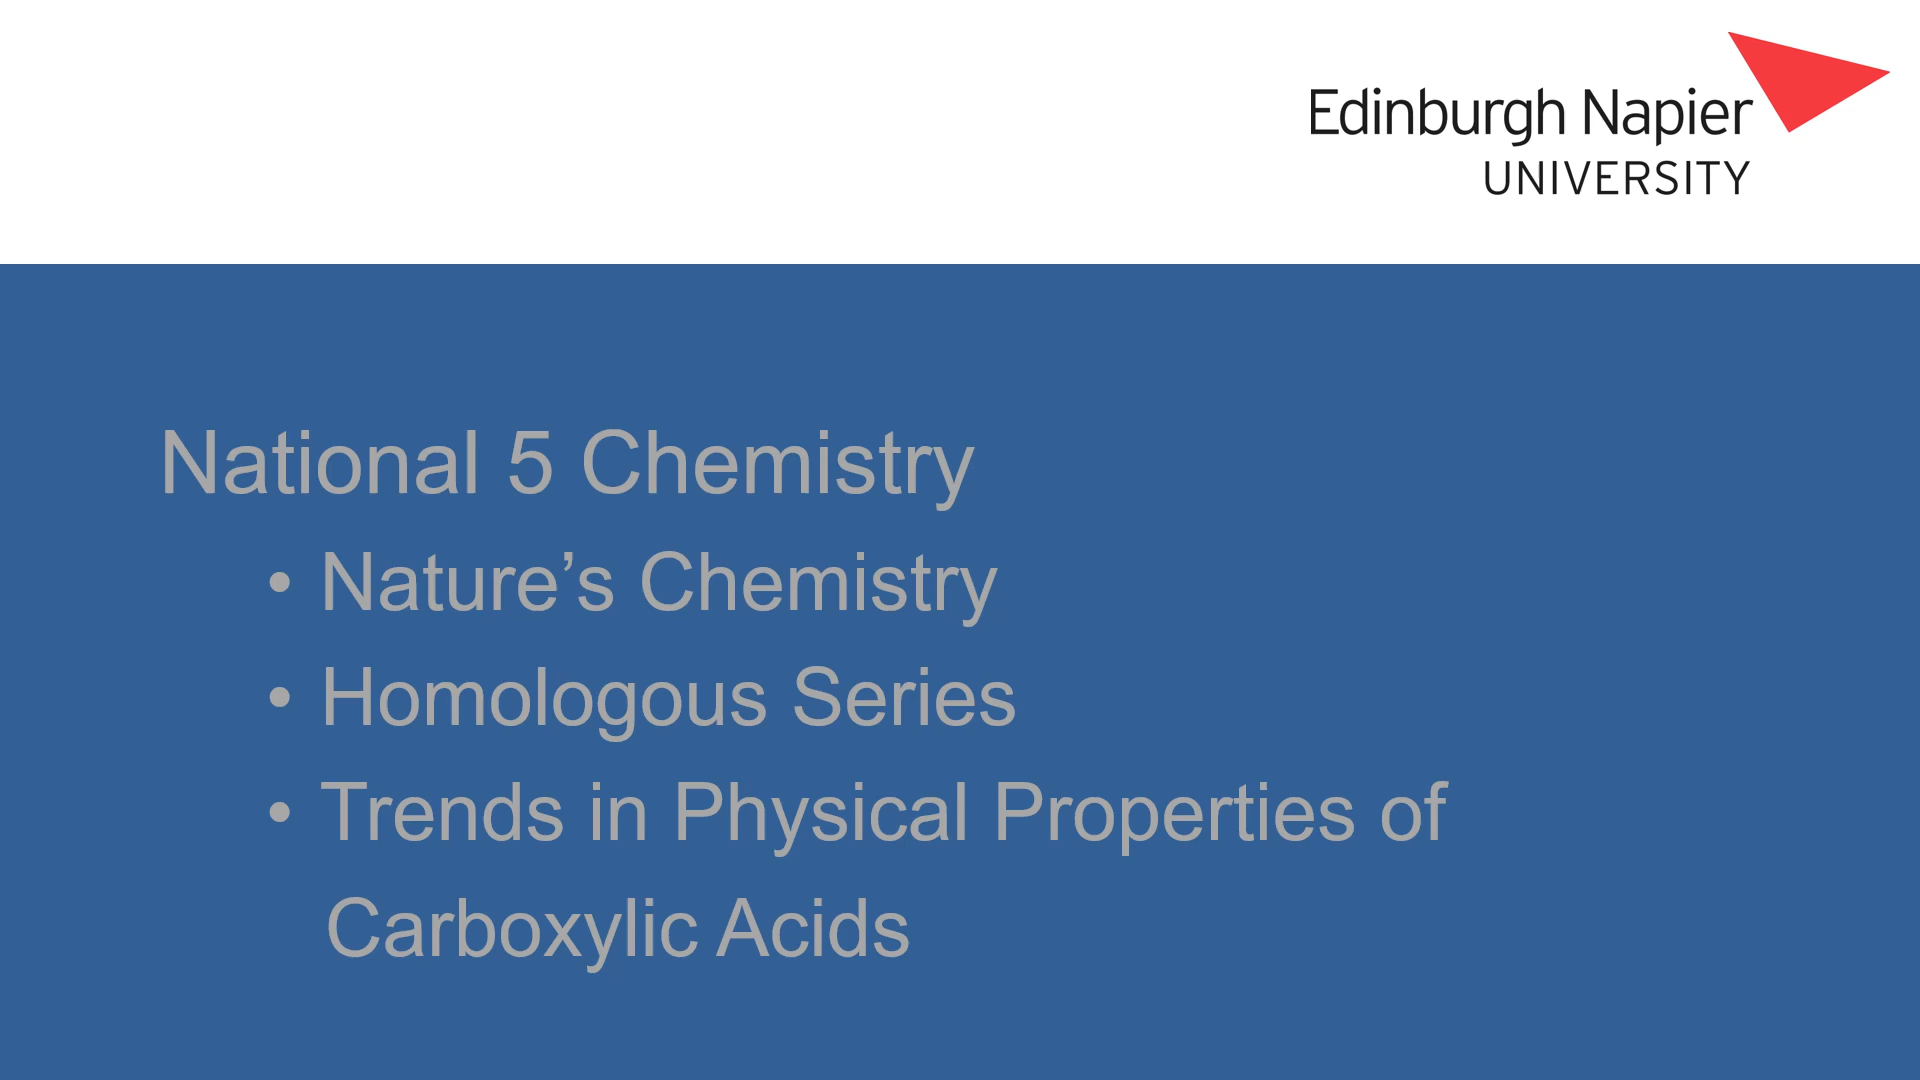 Edinburgh Napier
UNIVERSITY
National 5 Chemistry
• Nature’s Chemistry
• Homologous Series
• Trends in Physical Properties of
Carboxylic Acids